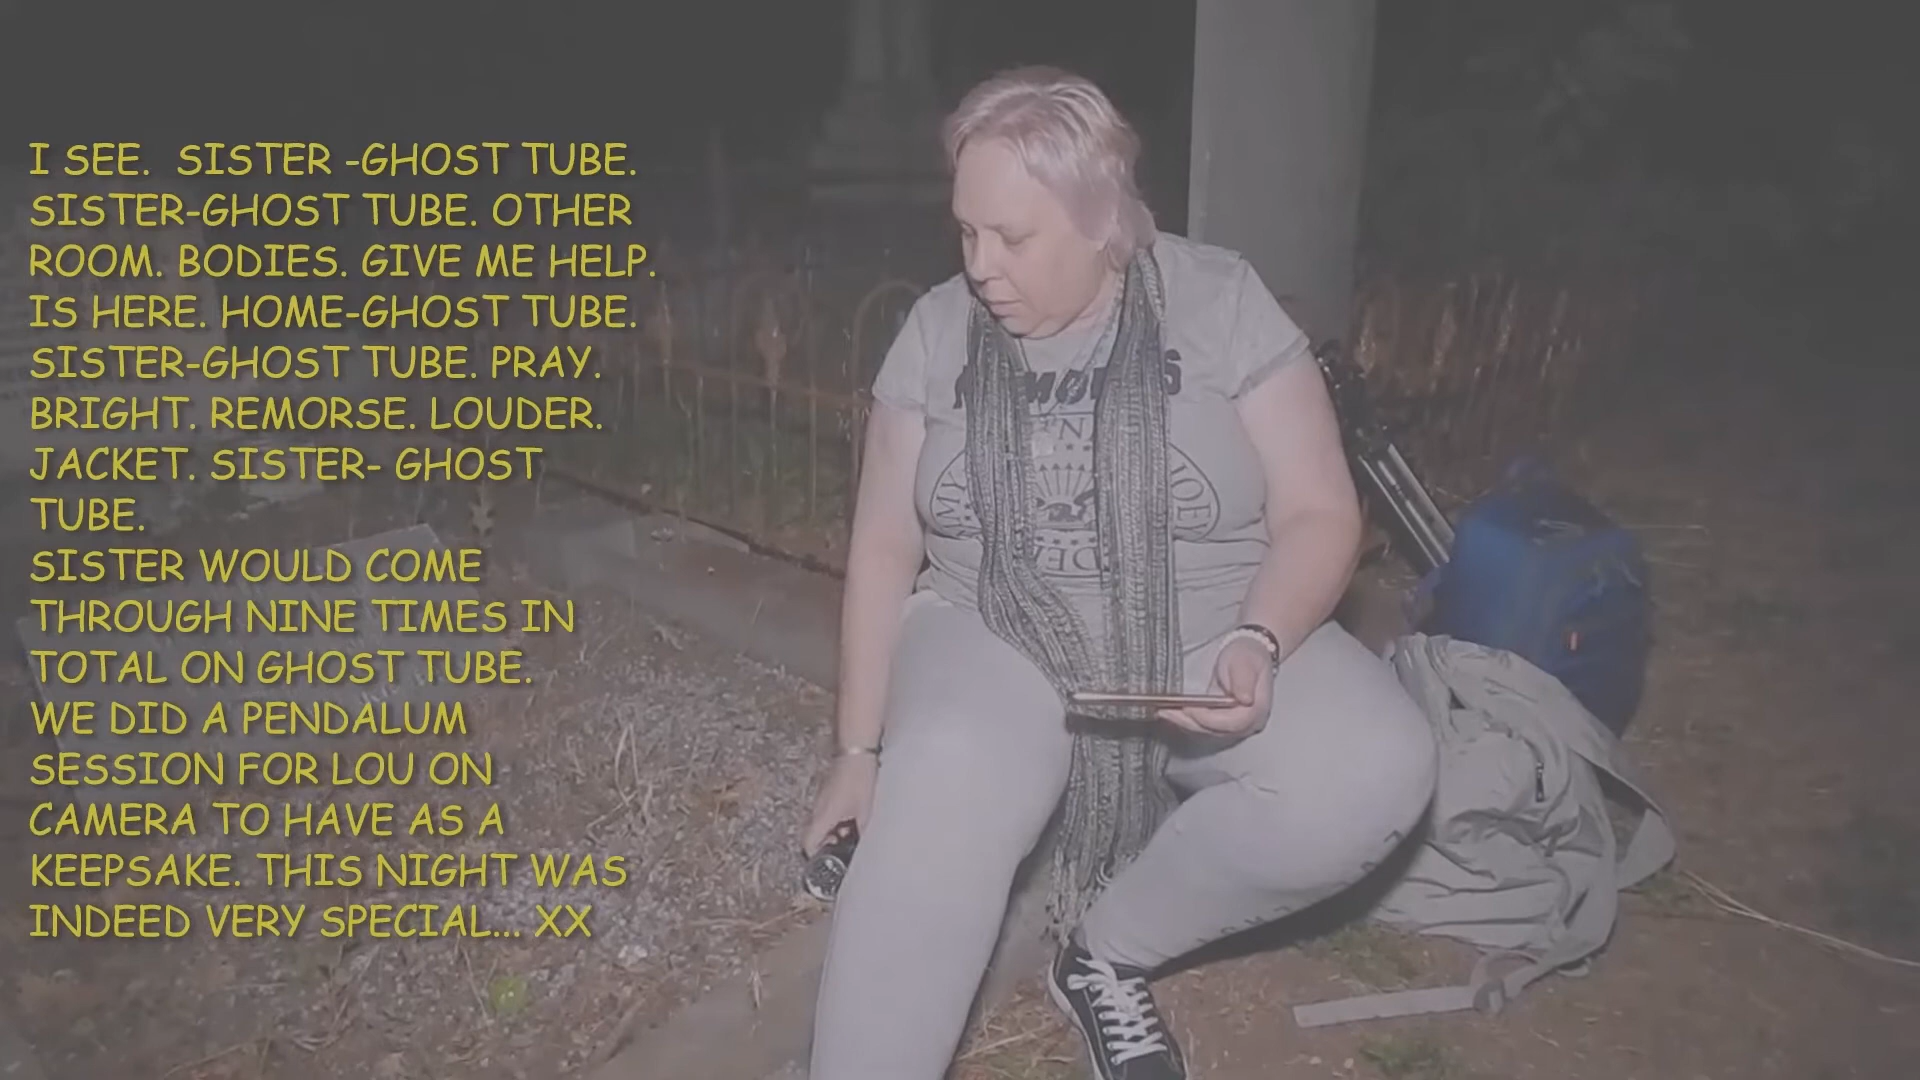 I SEE.  SISTER -GHOST TUBE.
SISTER-GHOST TUBE. OTHER
ROOM. BODIES. GIVE ME HELP.
IS HERE. HOME-GHOST TUBE.
SISTER-GHOST TUBE. PRAY.
BRIGHT. REMORSE. LOUDER.
JACKET. SISTER- GHOST
TUBE.
SISTER WOULD COME
THROUGH NINE TIMES IN
TOTAL ON GHOST TUBE.
WE DID A PENDALUM
SESSION FOR LOU ON
CAMERA TO HAVE AS A
KEEPSAKE. THIS NIGHT WAS
INDEED VERY SPECIAL... XX
JOEY